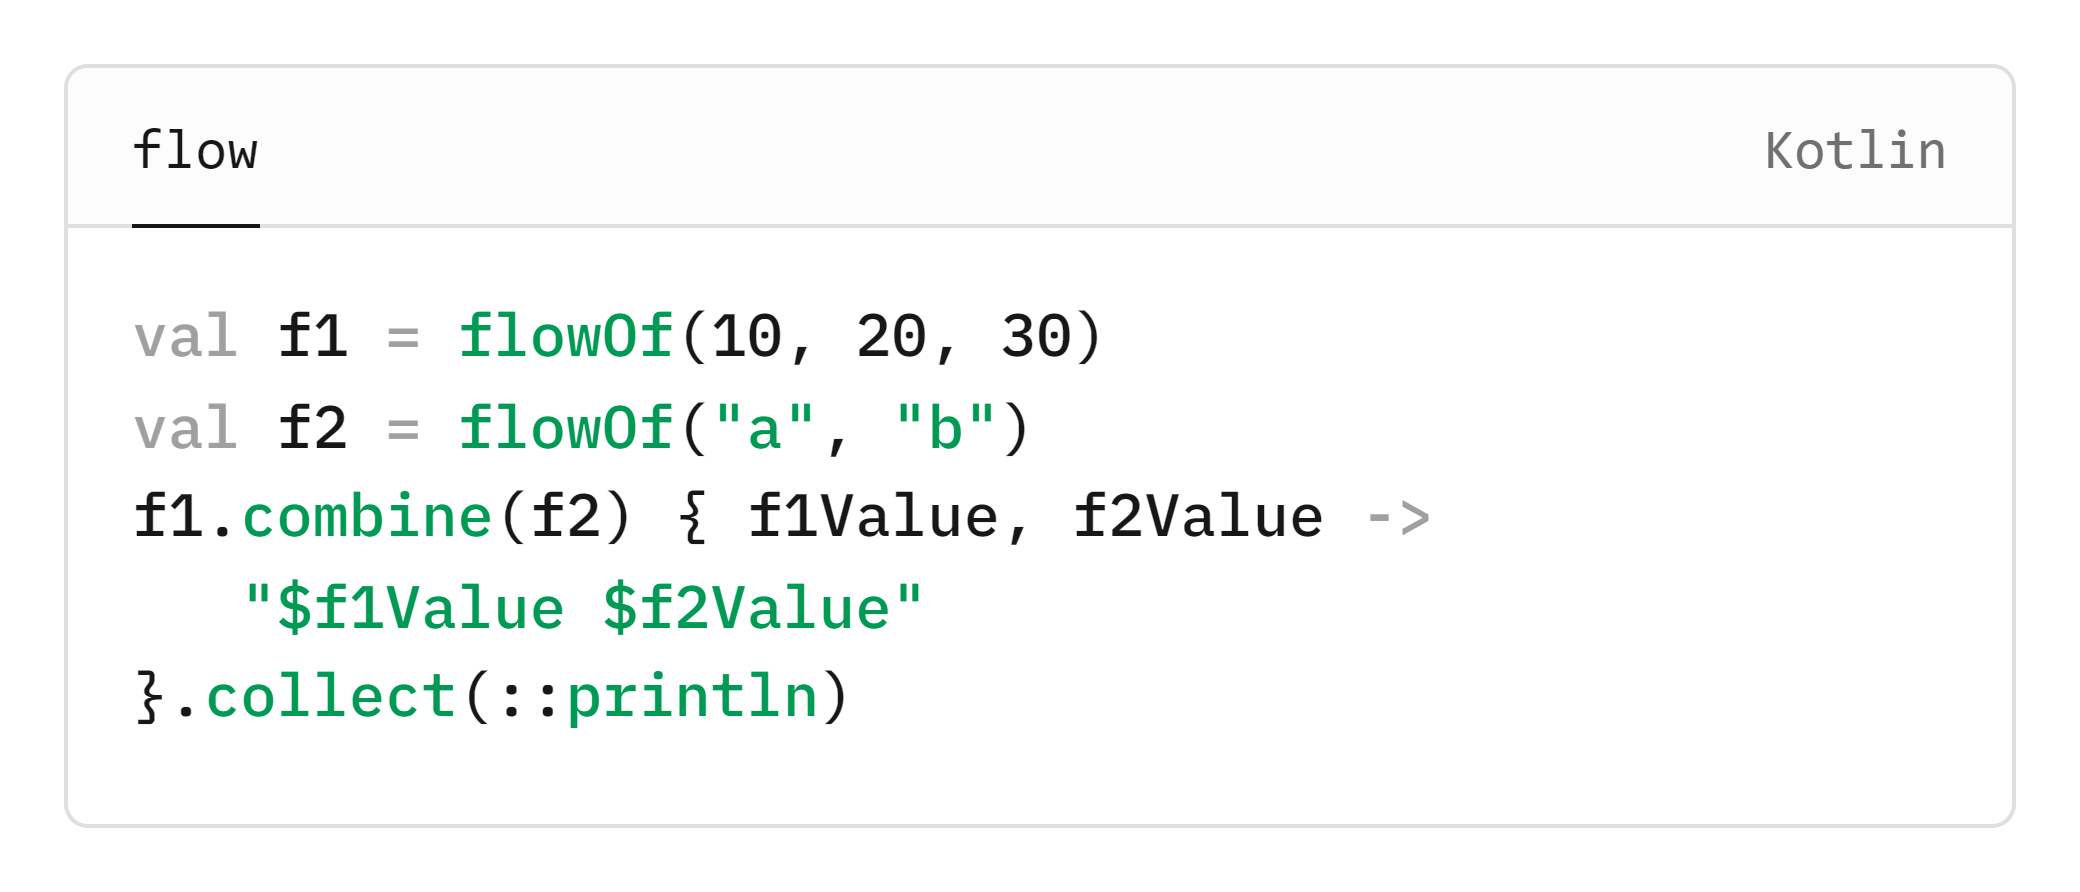 flow
Kotlin
val f1 = flowOf(10, 20, 30)
val f2 = flowOf("a", "b")
f1.combine(f2) { f1Value, f2Value ->
   "$f1Value $f2Value"
}.collect(::println)